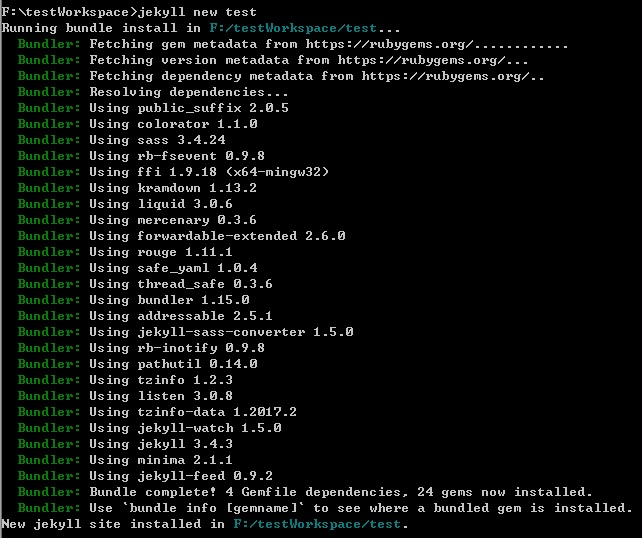 F:\testWorkspace>jekyll new test
Running bundle install in F:/testWorkspace/test...
Bundler: Fetching gem metadata from https://rubygems.org/............
Bundler: Fetching version metadata from https://rubygems.org/...
Bundler: Fetching dependency metadata from https://rubygems.org/..
Bundler: Resolving dependencies...
Bundler: Using public_suffix 2.0.5
Bundler: Using colorator 1.1.0
Bundler: Using sass 3.4.24
Bundler: Using rb-fsevent 0.9.8
Bundler: Using ffi 1.9.18 (x64-mingw32)
Bundler: Using kramdown 1.13.2
Bundler: Using liquid 3.0.6
Bundler: Using mercenary 0.3.6
Bundler: Using forwardable-extended 2.6.0
Bundler: Using rouge 1.11.1
Bundler: Using safe_yaml 1.0.4
Bundler: Using thread_safe 0.3.6
Bundler: Using bundler 1.15.0
Bundler: Using addressable 2.5.1
Bundler: Using jekyll-sass-converter 1.5.0
Bundler: Using rb-inotify 0.9.8
Bundler: Using pathutil 0.14.0
Bundler: Using tzinfo 1.2.3
Bundler: Using listen 3.0.8
Bundler: Using tzinfo-data 1.2017.2
Bundler: Using jekyll-watch 1.5.0
Bundler: Using jekyll 3.4.3
Bundler: Using minima 2.1.1
Bundler: Using jekyll-feed 0.9.2
Bundler: Bundle complete! 4 Gemfile dependencies, 24 gems now installed.
Bundler: Use `bundle info [gemname]` to see where a bundled gem is installed.
New jekyll site installed in F:/testWorkspace/test.